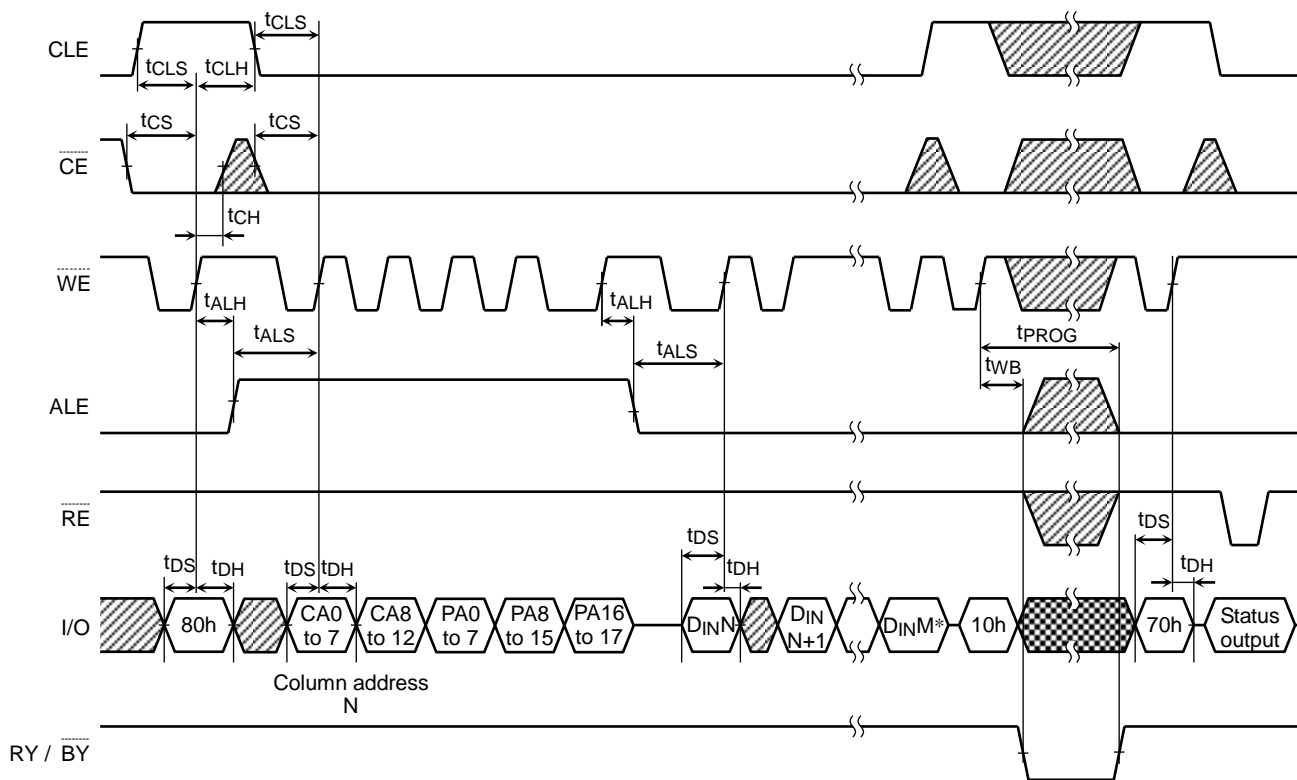 CLE
tCLS
tCLS tCLH
CE
tCS tCS
tCH
WE
tALH tALH
tALS tALS
tPROG
tWB
ALE
RE
tDS tDH tDS tDH tDS tDH tDS tDH
I/O
80h
CA0
to 7
CA8
to 12
PA0
to 7
PA8
to 15
PA16
to 17
DINN
DIN
N+1
DINM*
10h
70h
Status
output
Column address
N
RY / BY